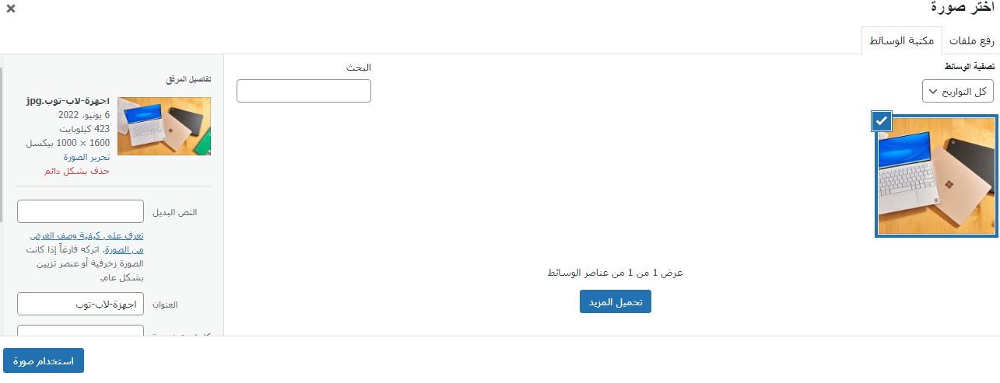 اختر صورة
رفع ملفات
مكتبة الوسائط
تصفية الوسائط
كل التواريخ
البحث
عرض 1 من 1 من عناصر الوسائط
تحميل المزيد
تفاصيل المرفق
اجهزة-لاب-توب.jpg
6 يونيو، 2022
423 كيلوبايت
1600 × 1000 بيكسل
تحرير الصورة
حذف بشكل دائم
النص البديل
تعرف على كيفية وصف الغرض
من الصورة. اتركه فارغاً إذا كانت
الصورة زخرفية أو عنصر تزيين
بشكل عام.
العنوان
اجهزة-لاب-توب
استخدام صورة